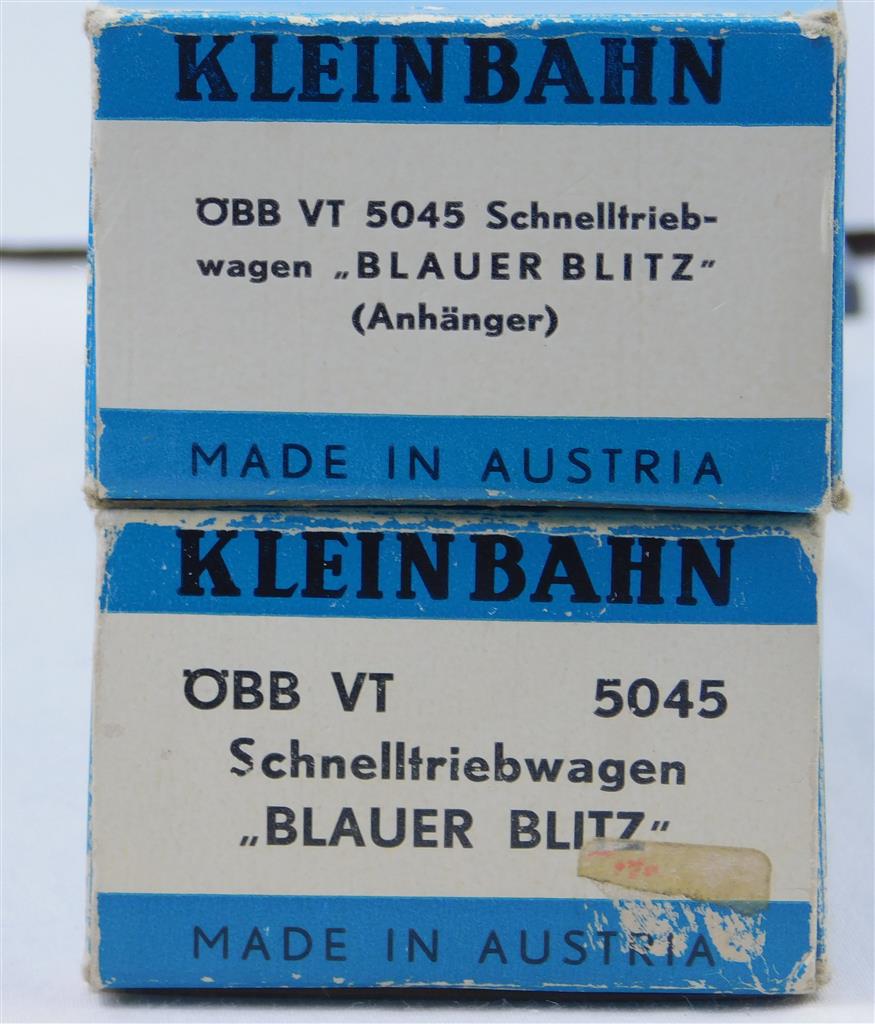 KLEINBAHN
ÖBB VT 5045 Schnelltrieb-
wagen „BLAUER BLITZ"
(Anhänger)
MADE IN AUSTRIA
KLEINBAHN
ÖBB VT 5045
Schnelltriebwagen
„BLAUER BLITZ"
MADE IN AUSTRIA